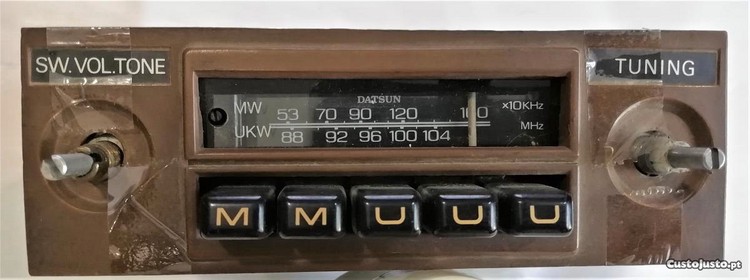 SW. VOL.TONE
TUNING
DATSUN
MW 53 70 90 120 160 x10KHz
UKW 88 92 96 100 104 MHz
M M U U U
Custojusto.pt